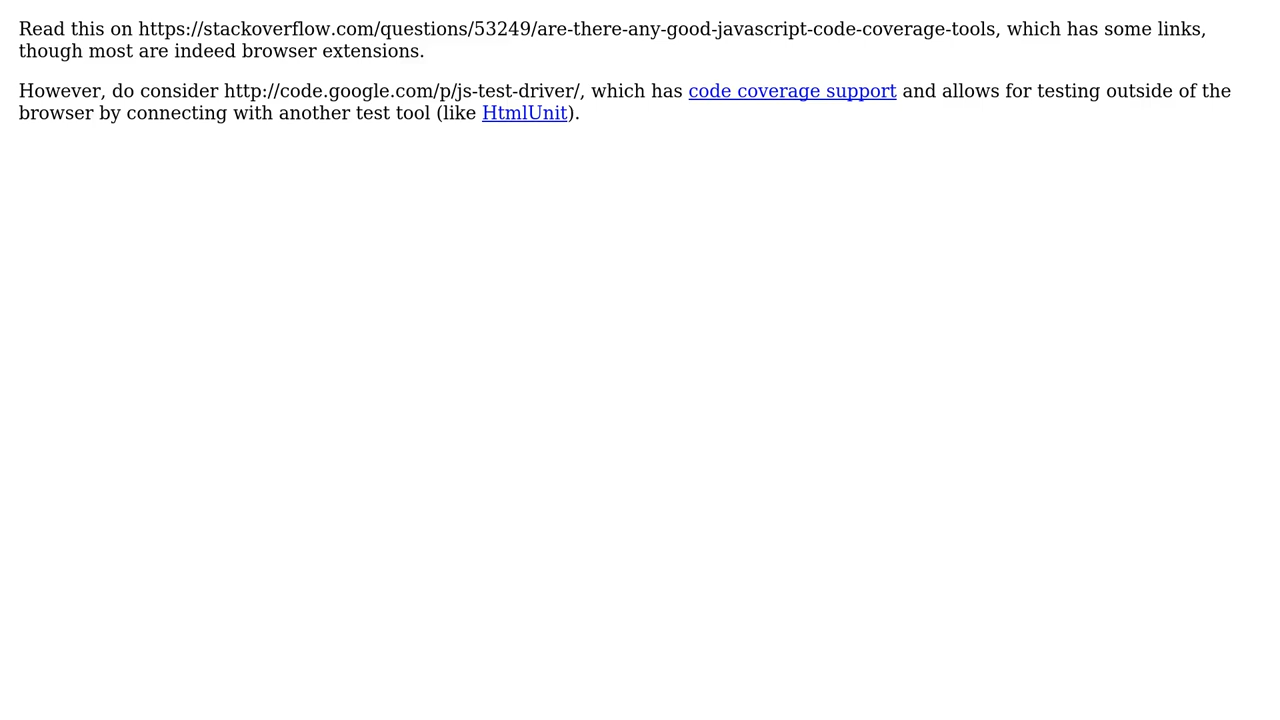 Read this on https://stackoverflow.com/questions/53249/are-there-any-good-javascript-code-coverage-tools, which has some links,
though most are indeed browser extensions.
However, do consider http://code.google.com/p/js-test-driver/, which has code coverage support and allows for testing outside of the
browser by connecting with another test tool (like HtmlUnit).